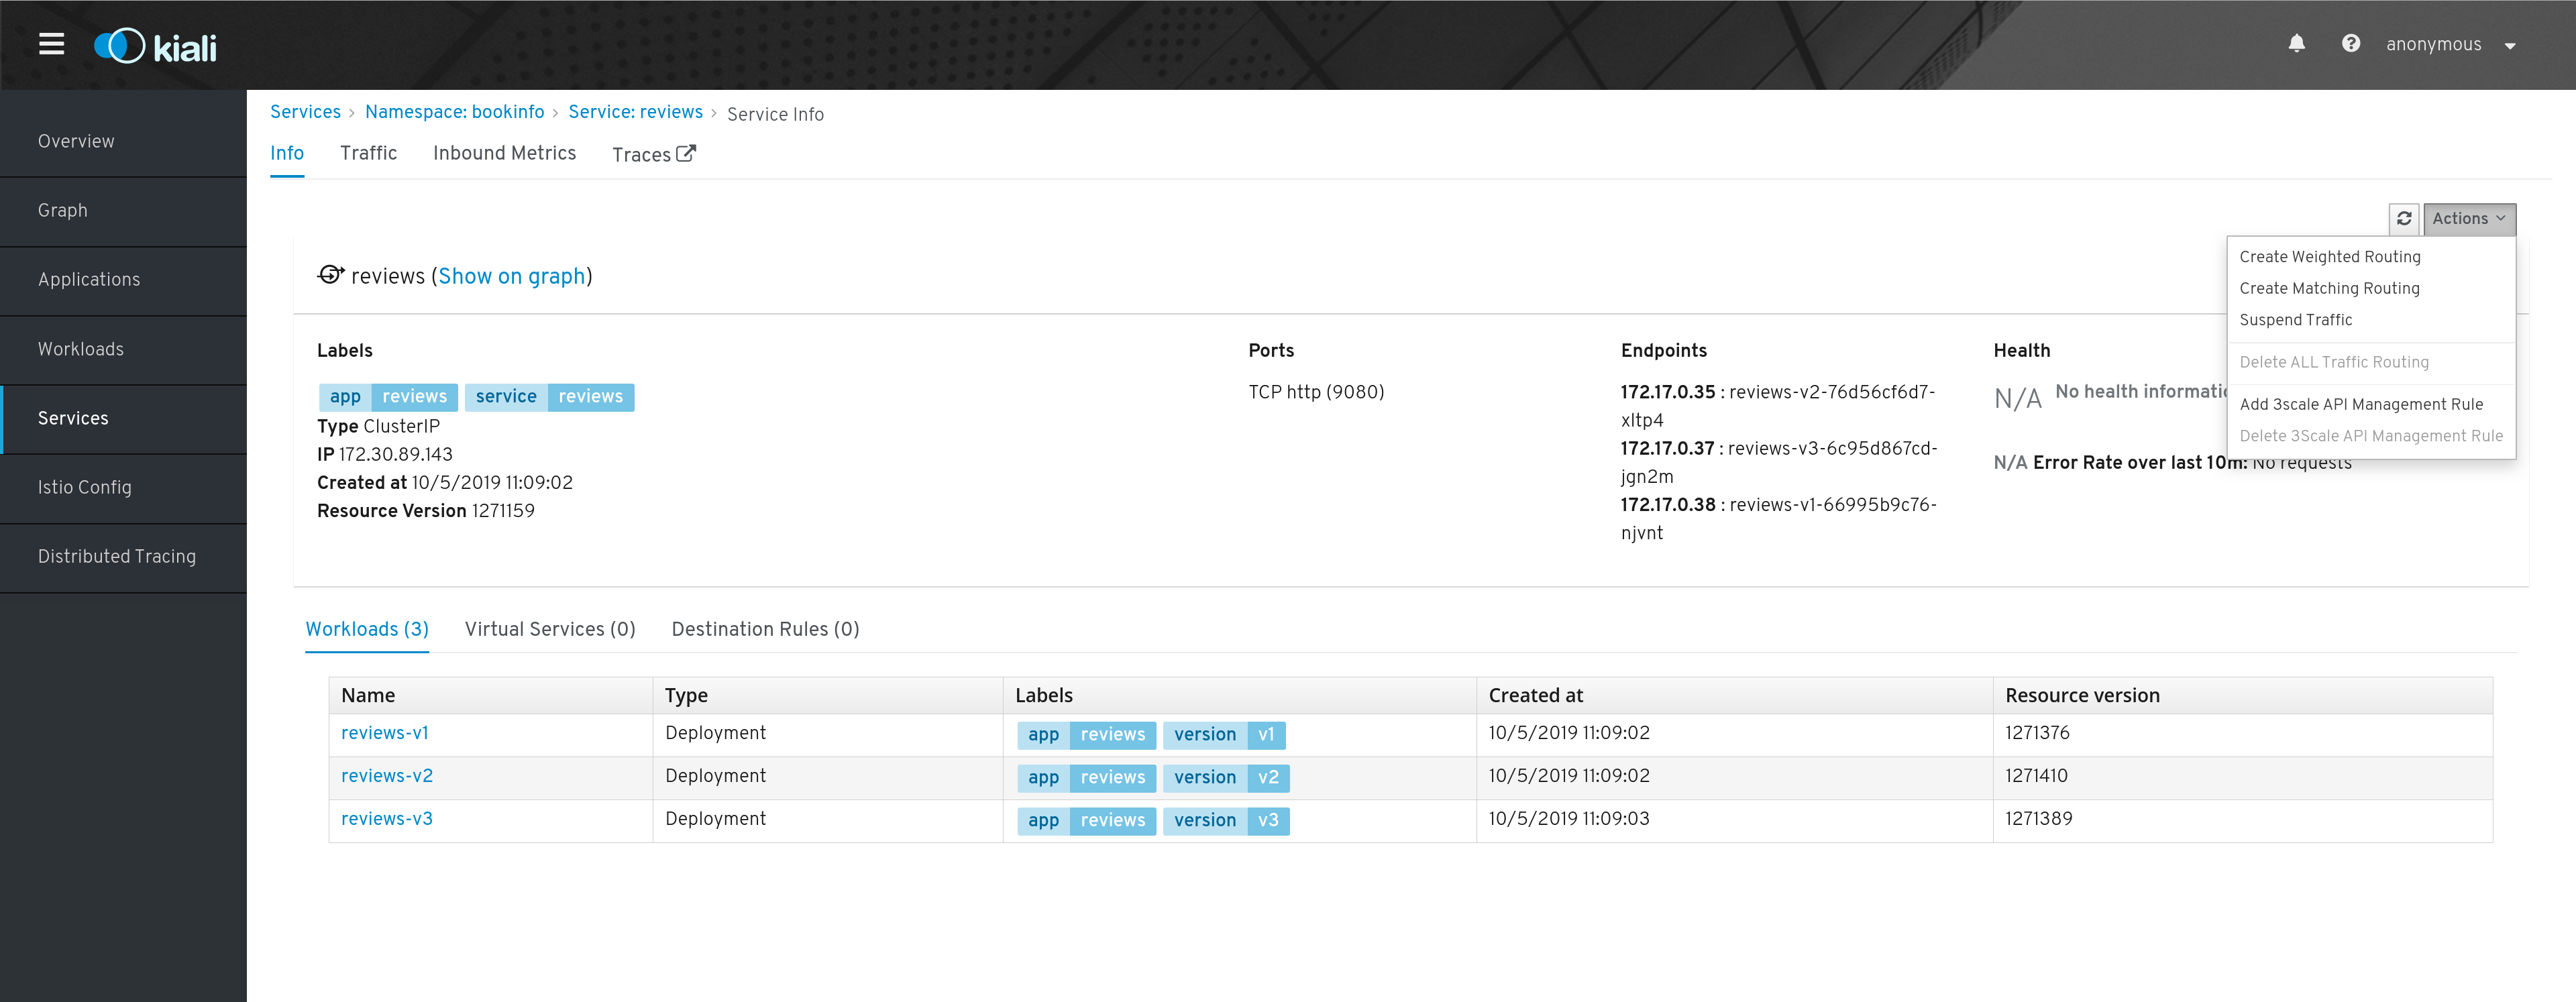 kiali
anonymous
Overview
Graph
Applications
Workloads
Services
Istio Config
Distributed Tracing
Services › Namespace: bookinfo › Service: reviews › Service Info
Info Traffic Inbound Metrics Traces
Actions
Create Weighted Routing
Create Matching Routing
Suspend Traffic
Delete ALL Traffic Routing
Add 3scale API Management Rule
Delete 3Scale API Management Rule
reviews (Show on graph)
Labels
app reviews service reviews
Type ClusterIP
IP 172.30.89.143
Created at 10/5/2019 11:09:02
Resource Version 1271159
Ports
TCP http (9080)
Endpoints
172.17.0.35 : reviews-v2-76d56cf6d7-
xltp4
172.17.0.37 : reviews-v3-6c95d867cd-
jgn2m
172.17.0.38 : reviews-v1-66995b9c76-
njvnt
Health
N/A No health
N/A Error Rate over last 10m: No requests
Workloads (3) Virtual Services (0) Destination Rules (0)
Name Type Labels Created at Resource version
reviews-v1 Deployment app reviews version v1 10/5/2019 11:09:02 1271376
reviews-v2 Deployment app reviews version v2 10/5/2019 11:09:02 1271410
reviews-v3 Deployment app reviews version v3 10/5/2019 11:09:03 1271389